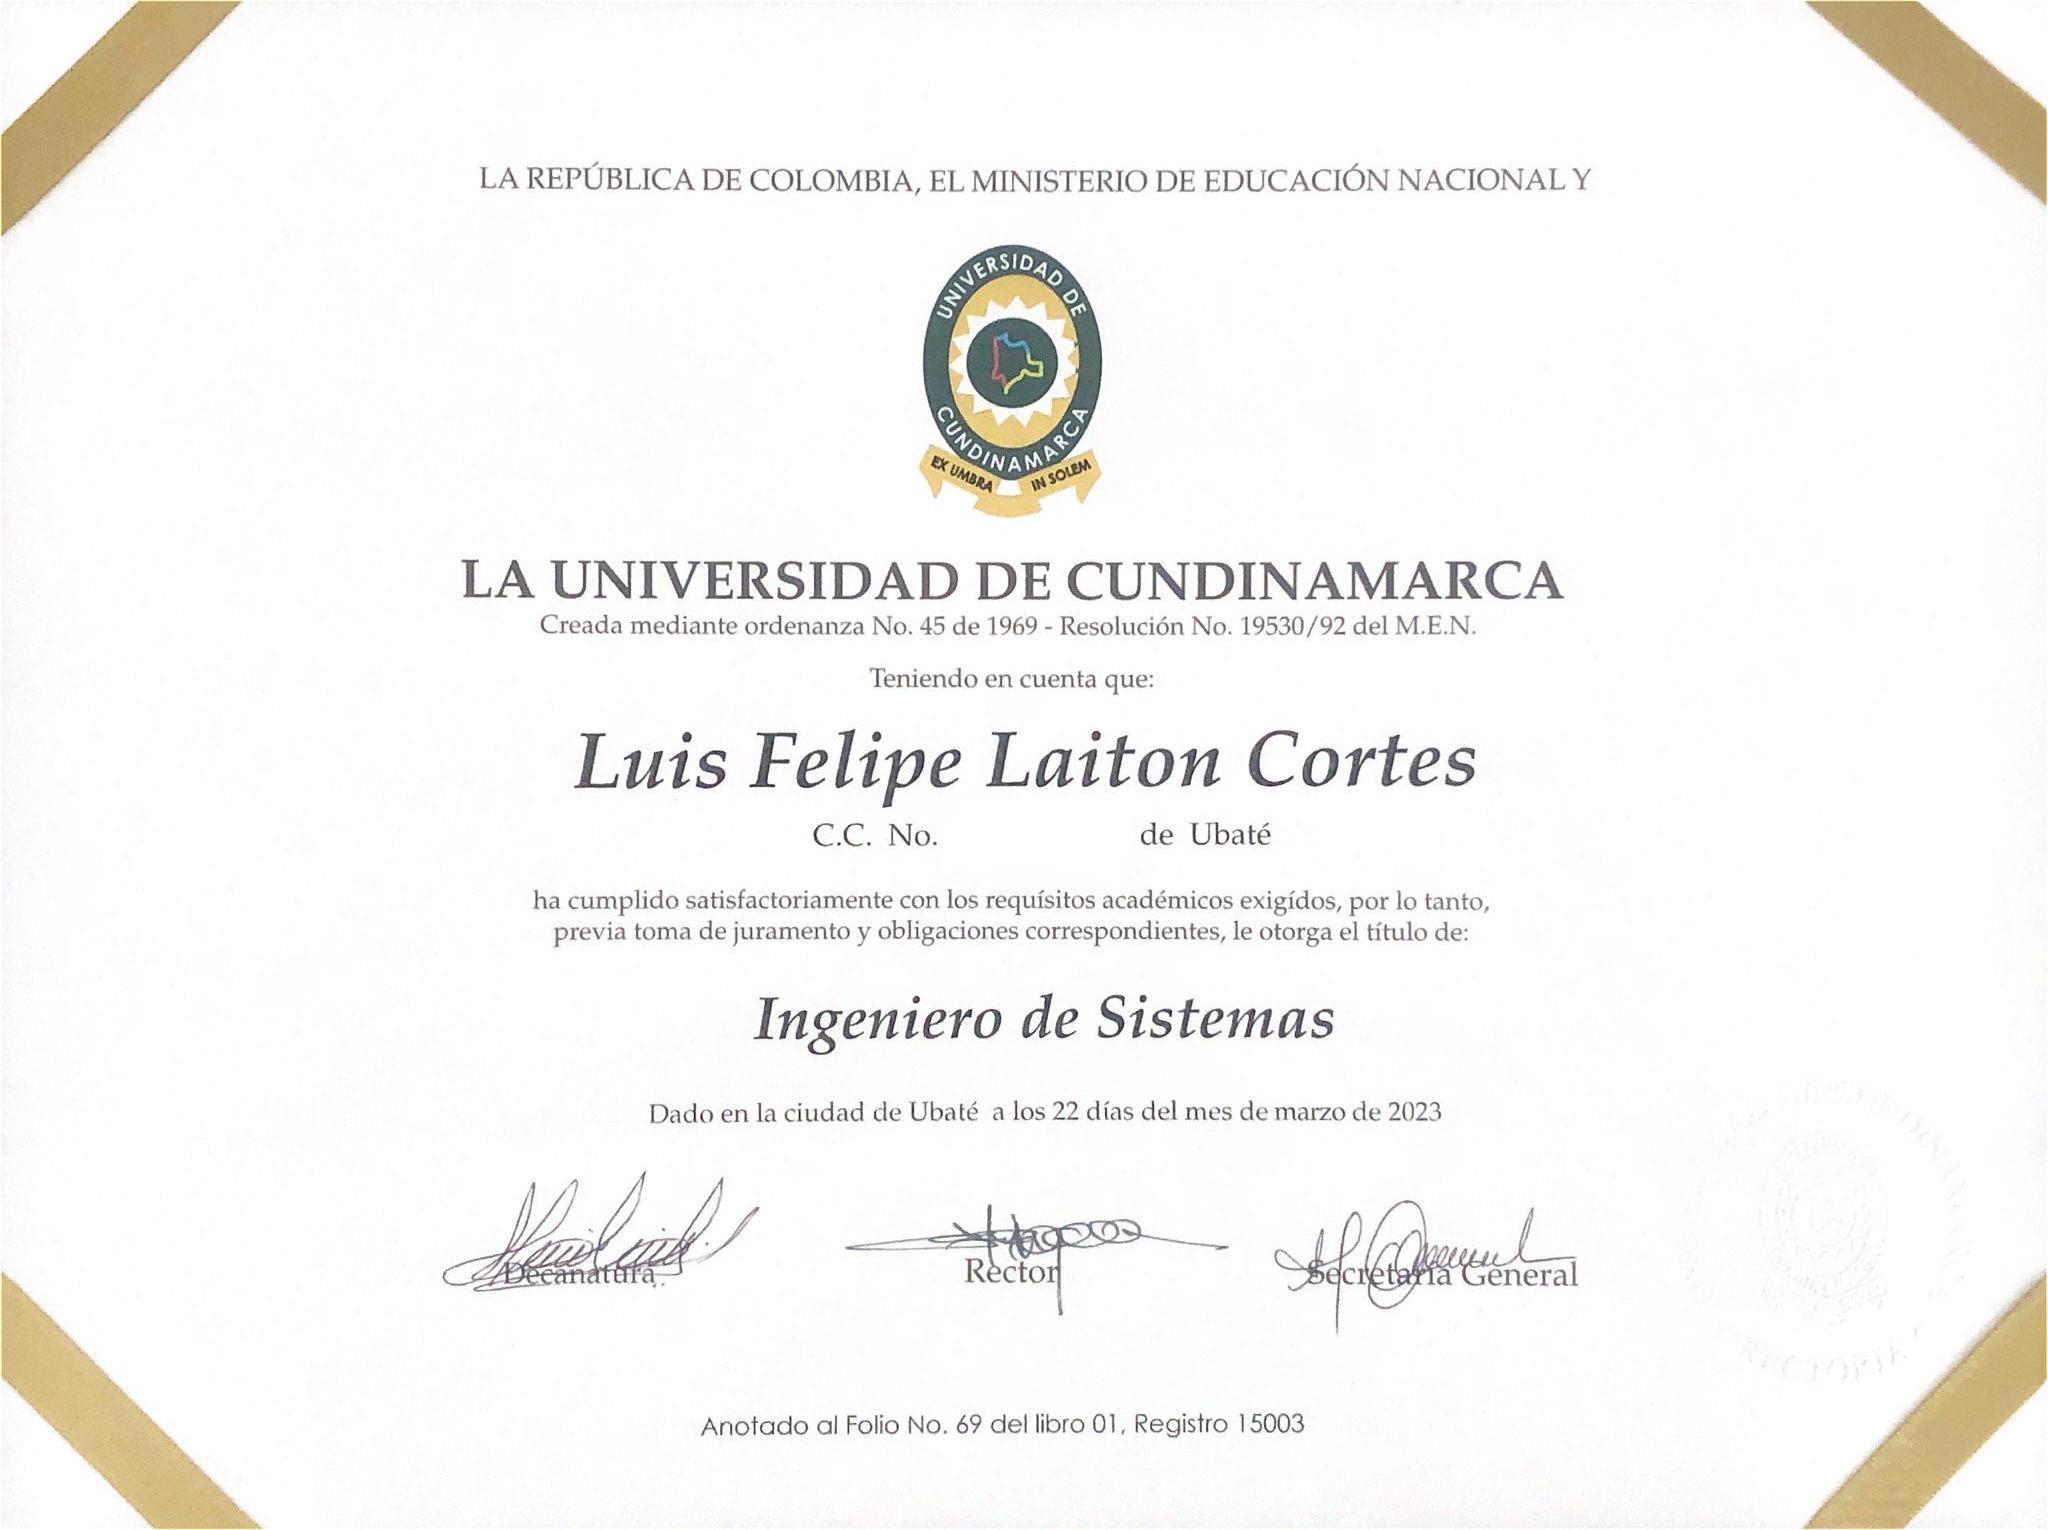 LA REPÚBLICA DE COLOMBIA, EL MINISTERIO DE EDUCACIÓN NACIONAL Y
UNIVERSIDAD DE
CUNDINAMARCA
EX UMBRA IN SOLEM
LA UNIVERSIDAD DE CUNDINAMARCA
Creada mediante ordenanza No. 45 de 1969 - Resolución No. 19530/92 del M.E.N.
Teniendo en cuenta que:
Luis Felipe Laiton Cortes
C.C. No. de Ubaté
ha cumplido satisfactoriamente con los requísitos académicos exigídos, por lo tanto,
previa toma de juramento y obligaciones correspondientes, le otorga el título de:
Ingeniero de Sistemas
Dado en la ciudad de Ubaté a los 22 días del mes de marzo de 2023
Decanatura Rector Secretaria General
Anotado al Folio No. 69 del libro 01, Registro 15003